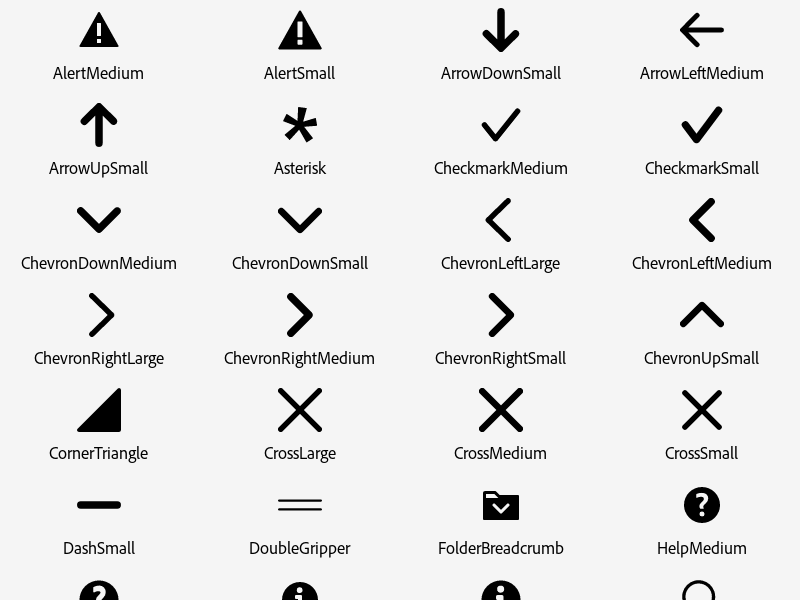 AlertMedium
AlertSmall
ArrowDownSmall
ArrowLeftMedium
ArrowUpSmall
Asterisk
CheckmarkMedium
CheckmarkSmall
ChevronDownMedium
ChevronDownSmall
ChevronLeftLarge
ChevronLeftMedium
ChevronRightLarge
ChevronRightMedium
ChevronRightSmall
ChevronUpSmall
CornerTriangle
CrossLarge
CrossMedium
CrossSmall
DashSmall
DoubleGripper
FolderBreadcrumb
HelpMedium